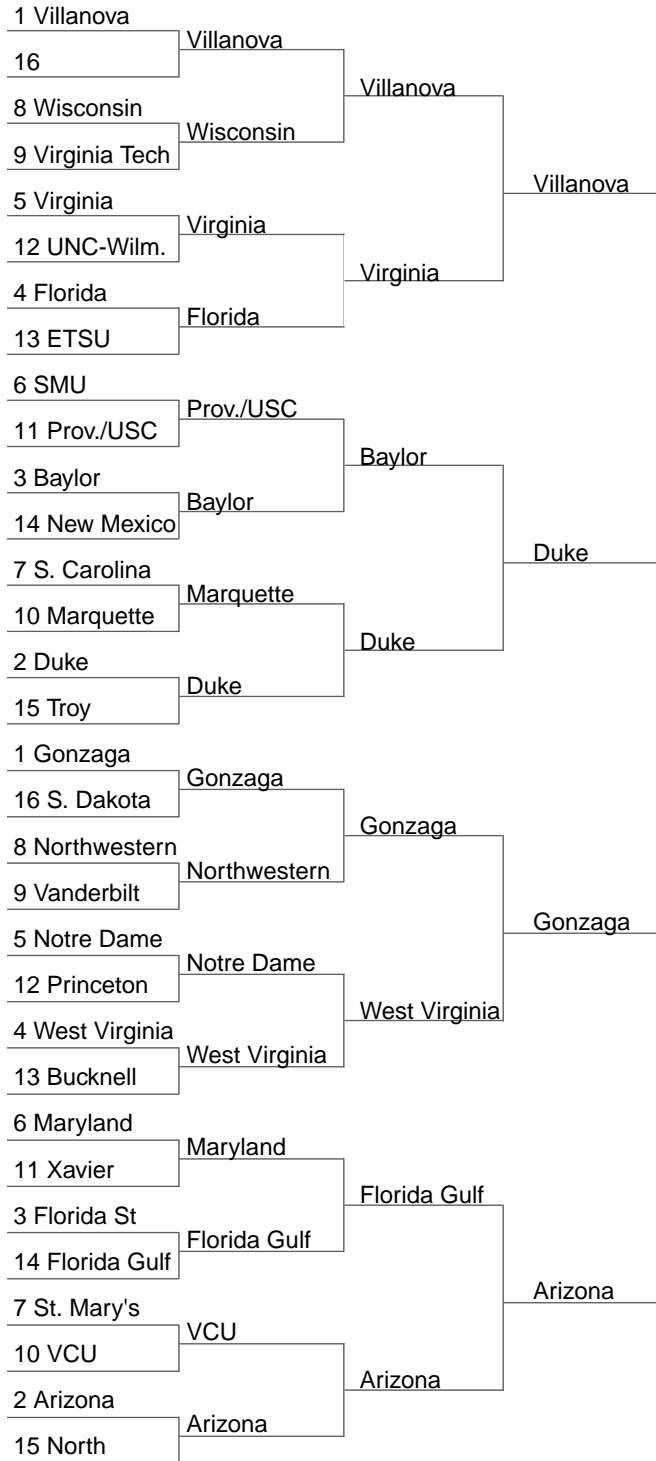 1 Villanova
16
8 Wisconsin
9 Virginia Tech
5 Virginia
12 UNC-Wilm.
4 Florida
13 ETSU
6 SMU
11 Prov./USC
3 Baylor
14 New Mexico
7 S. Carolina
10 Marquette
2 Duke
15 Troy
1 Gonzaga
16 S. Dakota
8 Northwestern
9 Vanderbilt
5 Notre Dame
12 Princeton
4 West Virginia
13 Bucknell
6 Maryland
11 Xavier
3 Florida St
14 Florida Gulf
7 St. Mary's
10 VCU
2 Arizona
15 North
Villanova
Wisconsin
Virginia
Florida
Prov./USC
Baylor
Marquette
Duke
Gonzaga
Northwestern
Notre Dame
West Virginia
Maryland
Florida Gulf
VCU
Arizona
Villanova
Virginia
Baylor
Duke
Gonzaga
West Virginia
Florida Gulf
Arizona
Villanova
Duke
Gonzaga
Arizona